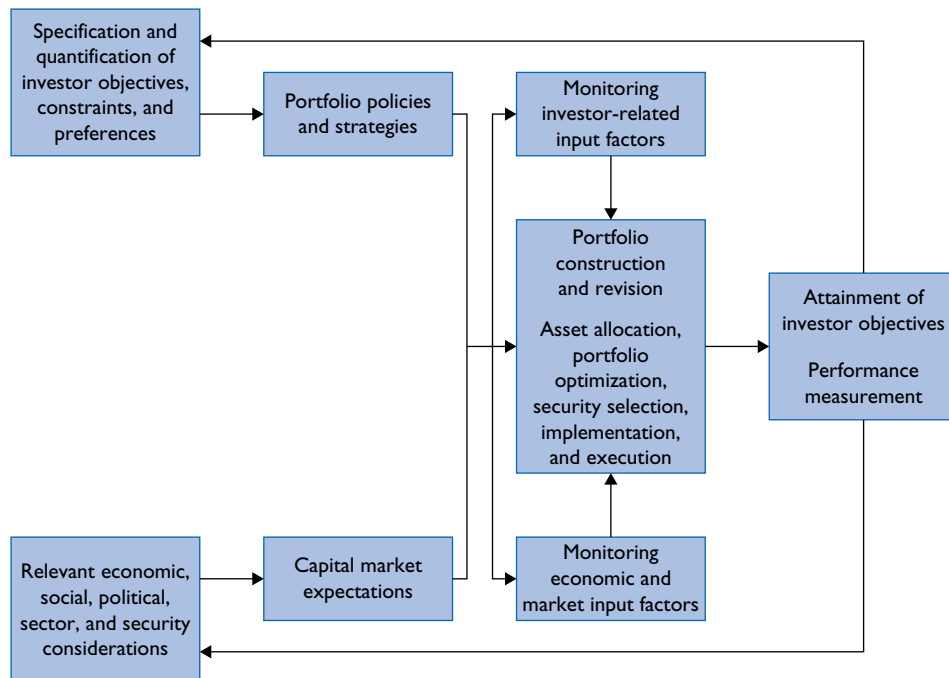 Specification and
quantification of
investor objectives,
constraints, and
preferences
Portfolio policies
and strategies
Monitoring
investor-related
input factors
Portfolio
construction
and revision
Asset allocation,
portfolio
optimization,
security selection,
implementation,
and execution
Attainment of
investor objectives
Performance
measurement
Relevant economic,
social, political,
sector, and security
considerations
Capital market
expectations
Monitoring
economic and
market input factors